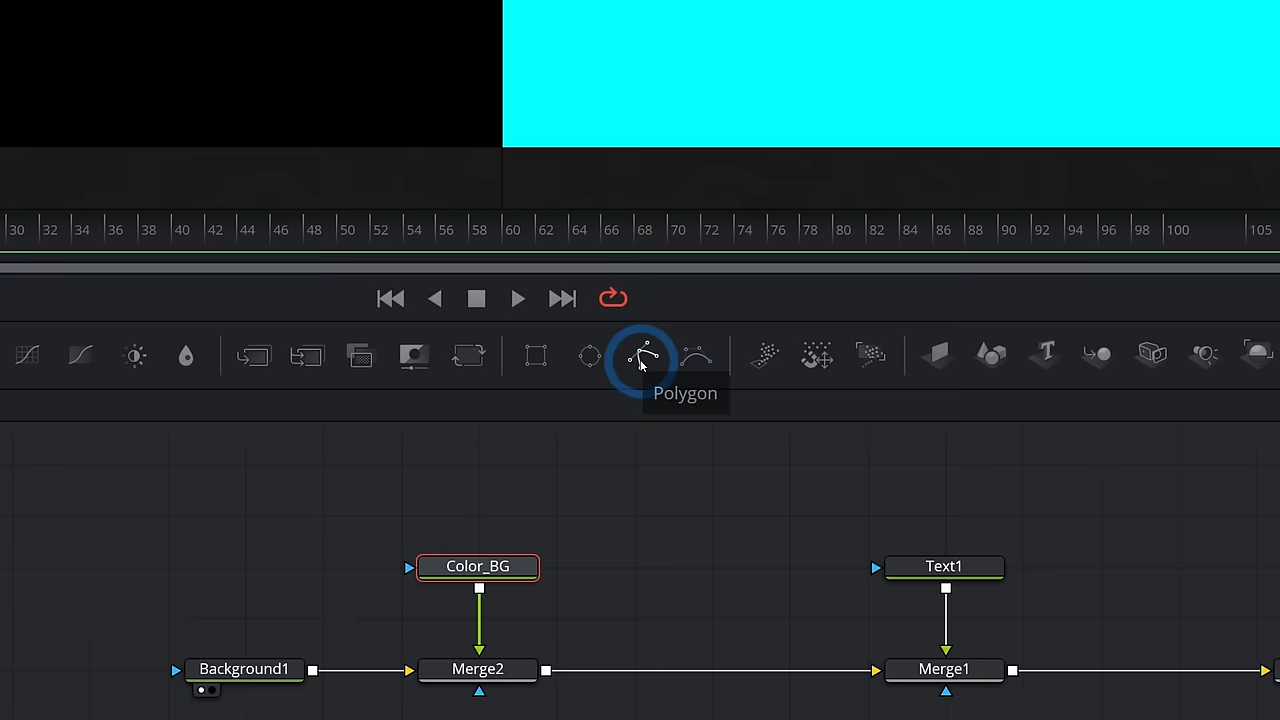 30 32 34 36 38 40 42 44 46 48 50 52 54 56 58 60 62 64 66 68 70 72 74 76 78 80 82 84 86 88 90 92 94 96 98 100 105
Polygon
Color_BG Text1
Background1 Merge2 Merge1